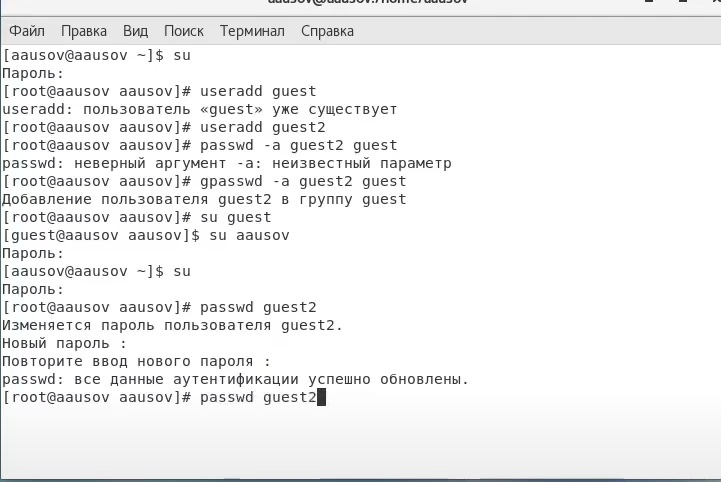 aausov@aausov:/home/aausov
Файл Правка Вид Поиск Терминал Справка
[aausov@aausov ~]$ su
Пароль:
[root@aausov aausov]# useradd guest
useradd: пользователь «guest» уже существует
[root@aausov aausov]# useradd guest2
[root@aausov aausov]# passwd -a guest2 guest
passwd: неверный аргумент -a: неизвестный параметр
[root@aausov aausov]# gpasswd -a guest2 guest
Добавление пользователя guest2 в группу guest
[root@aausov aausov]# su guest
[guest@aausov aausov]$ su aausov
Пароль:
[aausov@aausov ~]$ su
Пароль:
[root@aausov aausov]# passwd guest2
Изменяется пароль пользователя guest2.
Новый пароль :
Повторите ввод нового пароля :
passwd: все данные аутентификации успешно обновлены.
[root@aausov aausov]# passwd guest2